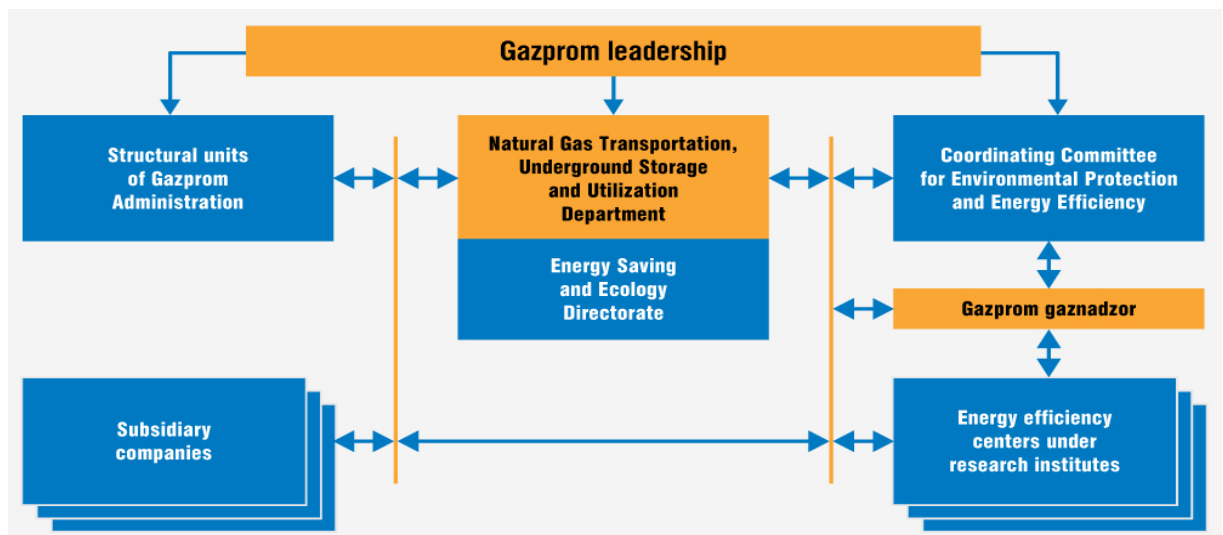 Gazprom leadership
Structural units
of Gazprom
Administration
Natural Gas Transportation,
Underground Storage
and Utilization
Department
Energy Saving
and Ecology
Directorate
Coordinating Committee
for Environmental Protection
and Energy Efficiency
Gazprom gaznadzor
Subsidiary
companies
Energy efficiency
centers under
research institutes